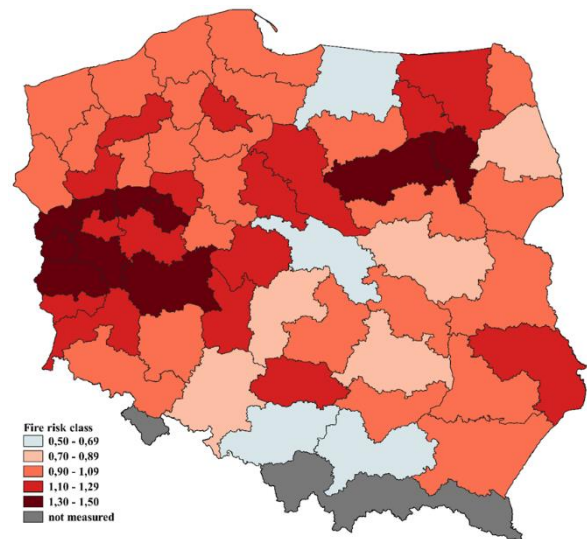 Fire risk class
0,50 - 0,69
0,70 - 0,89
0,90 - 1,09
1,10 - 1,29
1,30 - 1,50
not measured